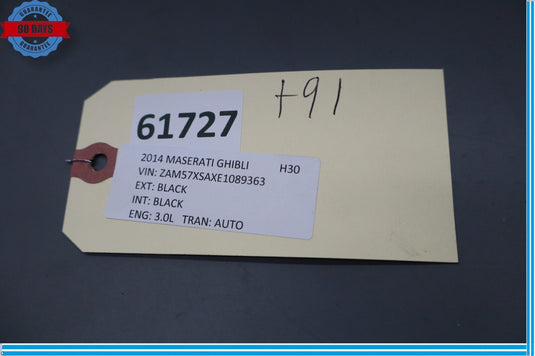 GUARANTEE
90 DAYS
GUARANTEE
t91
61727
2014 MASERATI GHIBLI H30
VIN: ZAM57XSAXE1089363
EXT: BLACK
INT: BLACK
ENG: 3.0L TRAN: AUTO